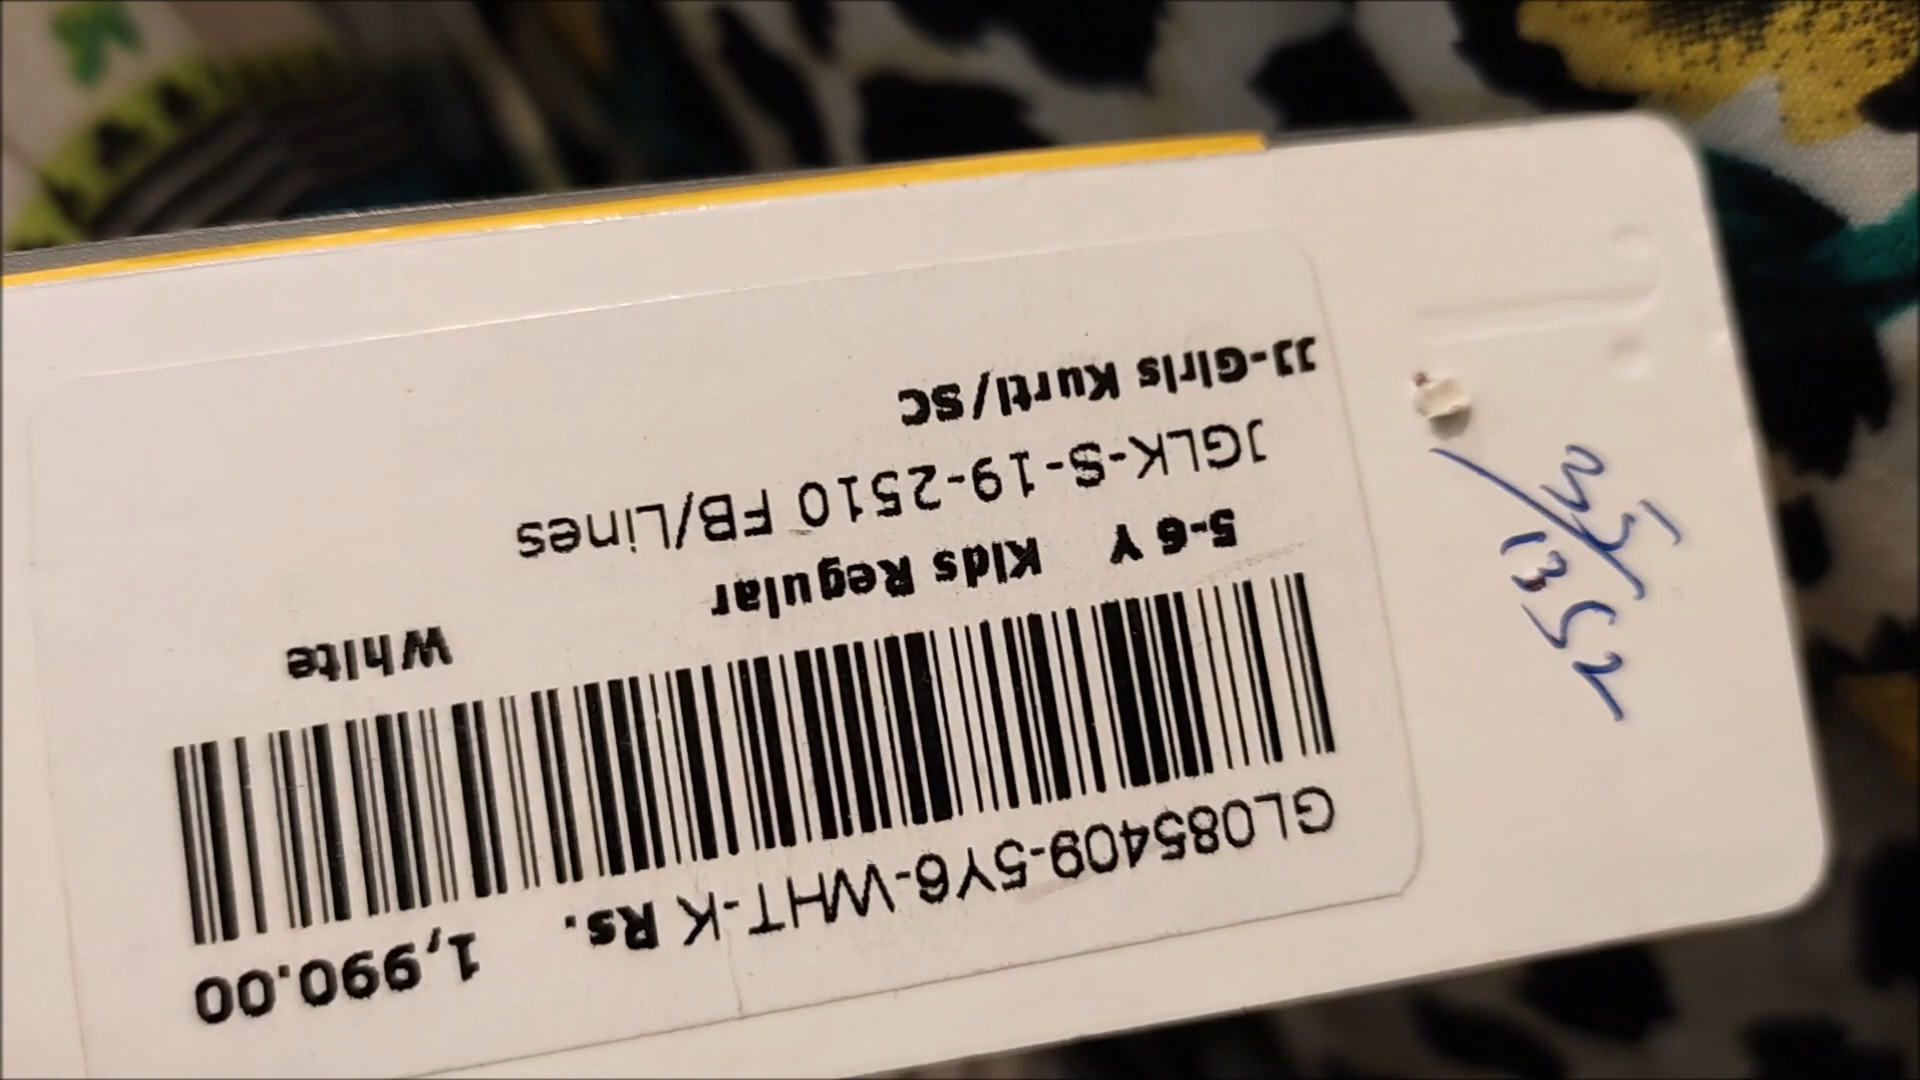 JJ-Girls Kurti/SC
JGLK-S-19-2510 FB/Lines
5-6 Y Kids Regular White
GL085409-5Y6-WHT-K Rs. 1,990.00